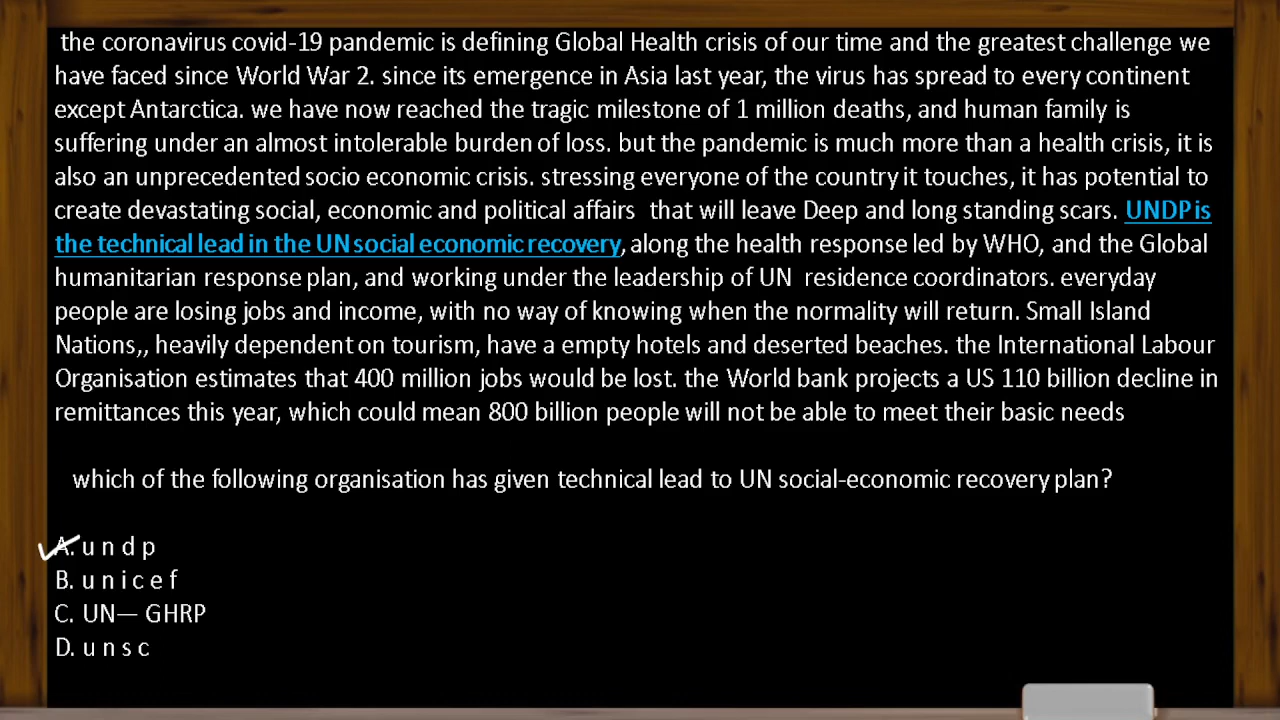 the coronavirus covid-19 pandemic is defining Global Health crisis of our time and the greatest challenge we
have faced since World War 2. since its emergence in Asia last year, the virus has spread to every continent
except Antarctica. we have now reached the tragic milestone of 1 million deaths, and human family is
suffering under an almost intolerable burden of loss. but the pandemic is much more than a health crisis, it is
also an unprecedented socio economic crisis. stressing everyone of the country it touches, it has potential to
create devastating social, economic and political affairs that will leave Deep and long standing scars. UNDP is
the technical lead in the UN social economic recovery, along the health response led by WHO, and the Global
humanitarian response plan, and working under the leadership of UN residence coordinators. everyday
people are losing jobs and income, with no way of knowing when the normality will return. Small Island
Nations,, heavily dependent on tourism, have a empty hotels and deserted beaches. the International Labour
Organisation estimates that 400 million jobs would be lost. the World bank projects a US 110 billion decline in
remittances this year, which could mean 800 billion people will not be able to meet their basic needs
which of the following organisation has given technical lead to UN social-economic recovery plan?
A. u n d p
B. u n i c e f
C. UN— GHRP
D. u n s c